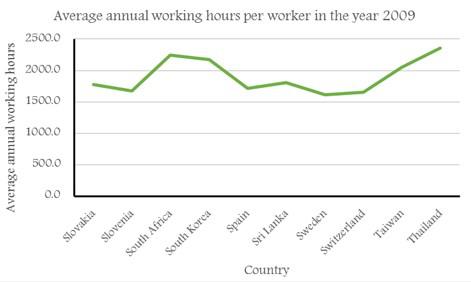 Average annual working hours per worker in the year 2009
Average annual working hours
2500.0
2000.0
1500.0
1000.0
500.0
0.0
Slovakia
Slovenia
South Africa
South Korea
Spain
Sri Lanka
Sweden
Switzerland
Taiwan
Thailand
Country